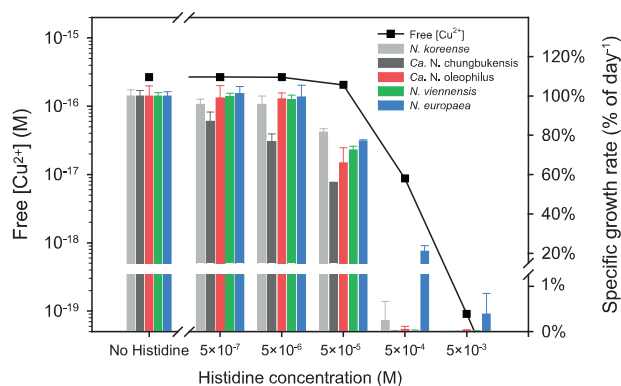 Free [Cu²⁺] (M)
10⁻¹⁵
10⁻¹⁶
10⁻¹⁷
10⁻¹⁸
10⁻¹⁹
Free [Cu²⁺]
N. koreense
Ca. N. chungbukensis
Ca. N. oleophilus
N. viennensis
N. europaea
120%
100%
80%
60%
40%
20%
1%
0%
Specific growth rate (% of day⁻¹)
No Histidine 5×10⁻⁷ 5×10⁻⁶ 5×10⁻⁵ 5×10⁻⁴ 5×10⁻³
Histidine concentration (M)